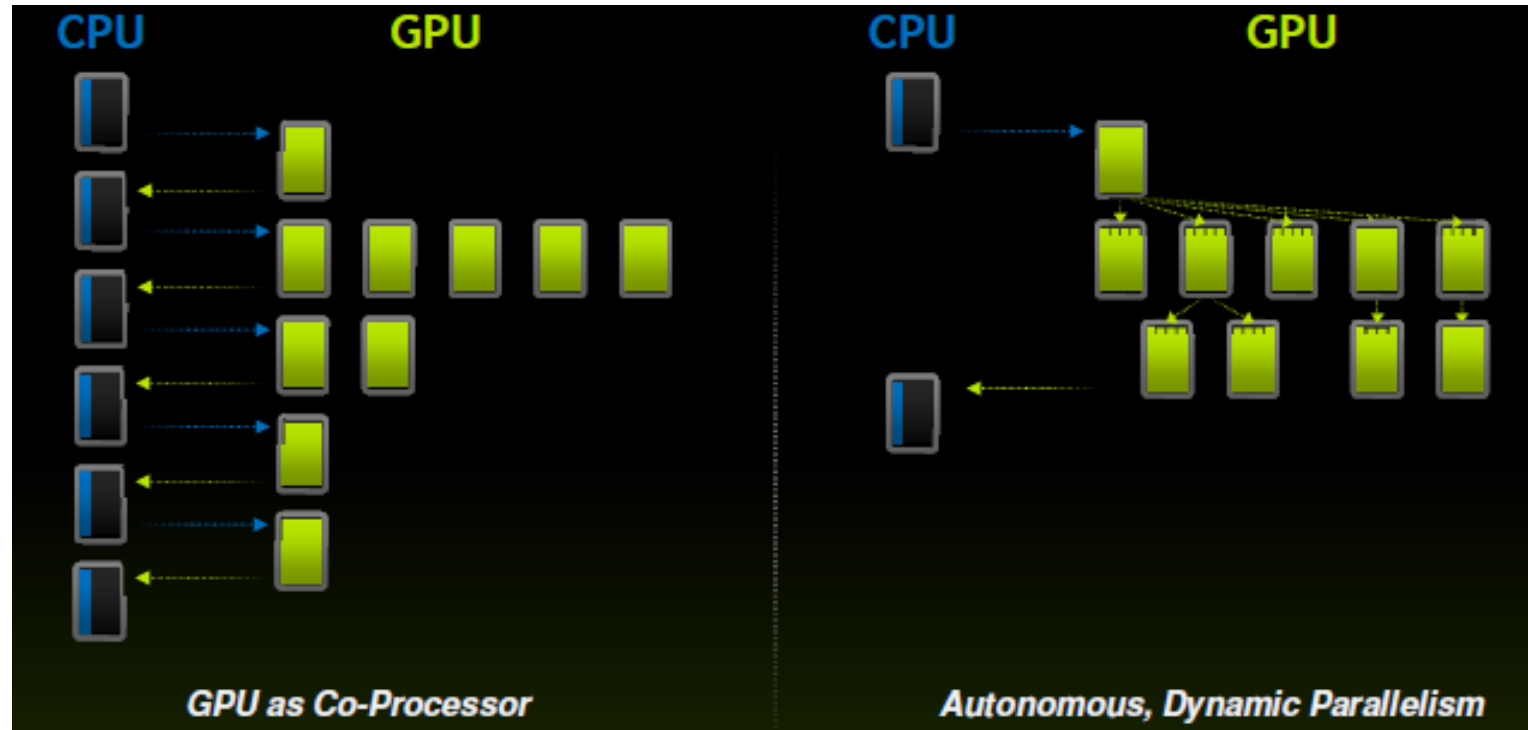 CPU GPU CPU GPU
GPU as Co-Processor
Autonomous, Dynamic Parallelism